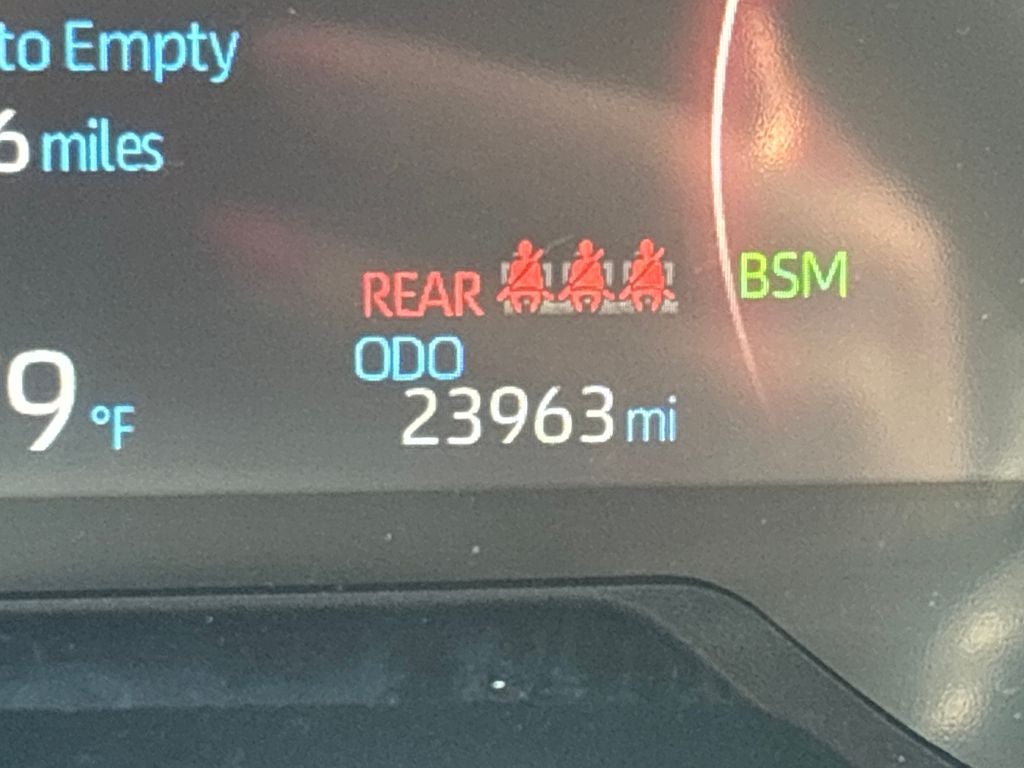 to Empty
6 miles
REAR
BSM
ODO
9 °F
23963 mi